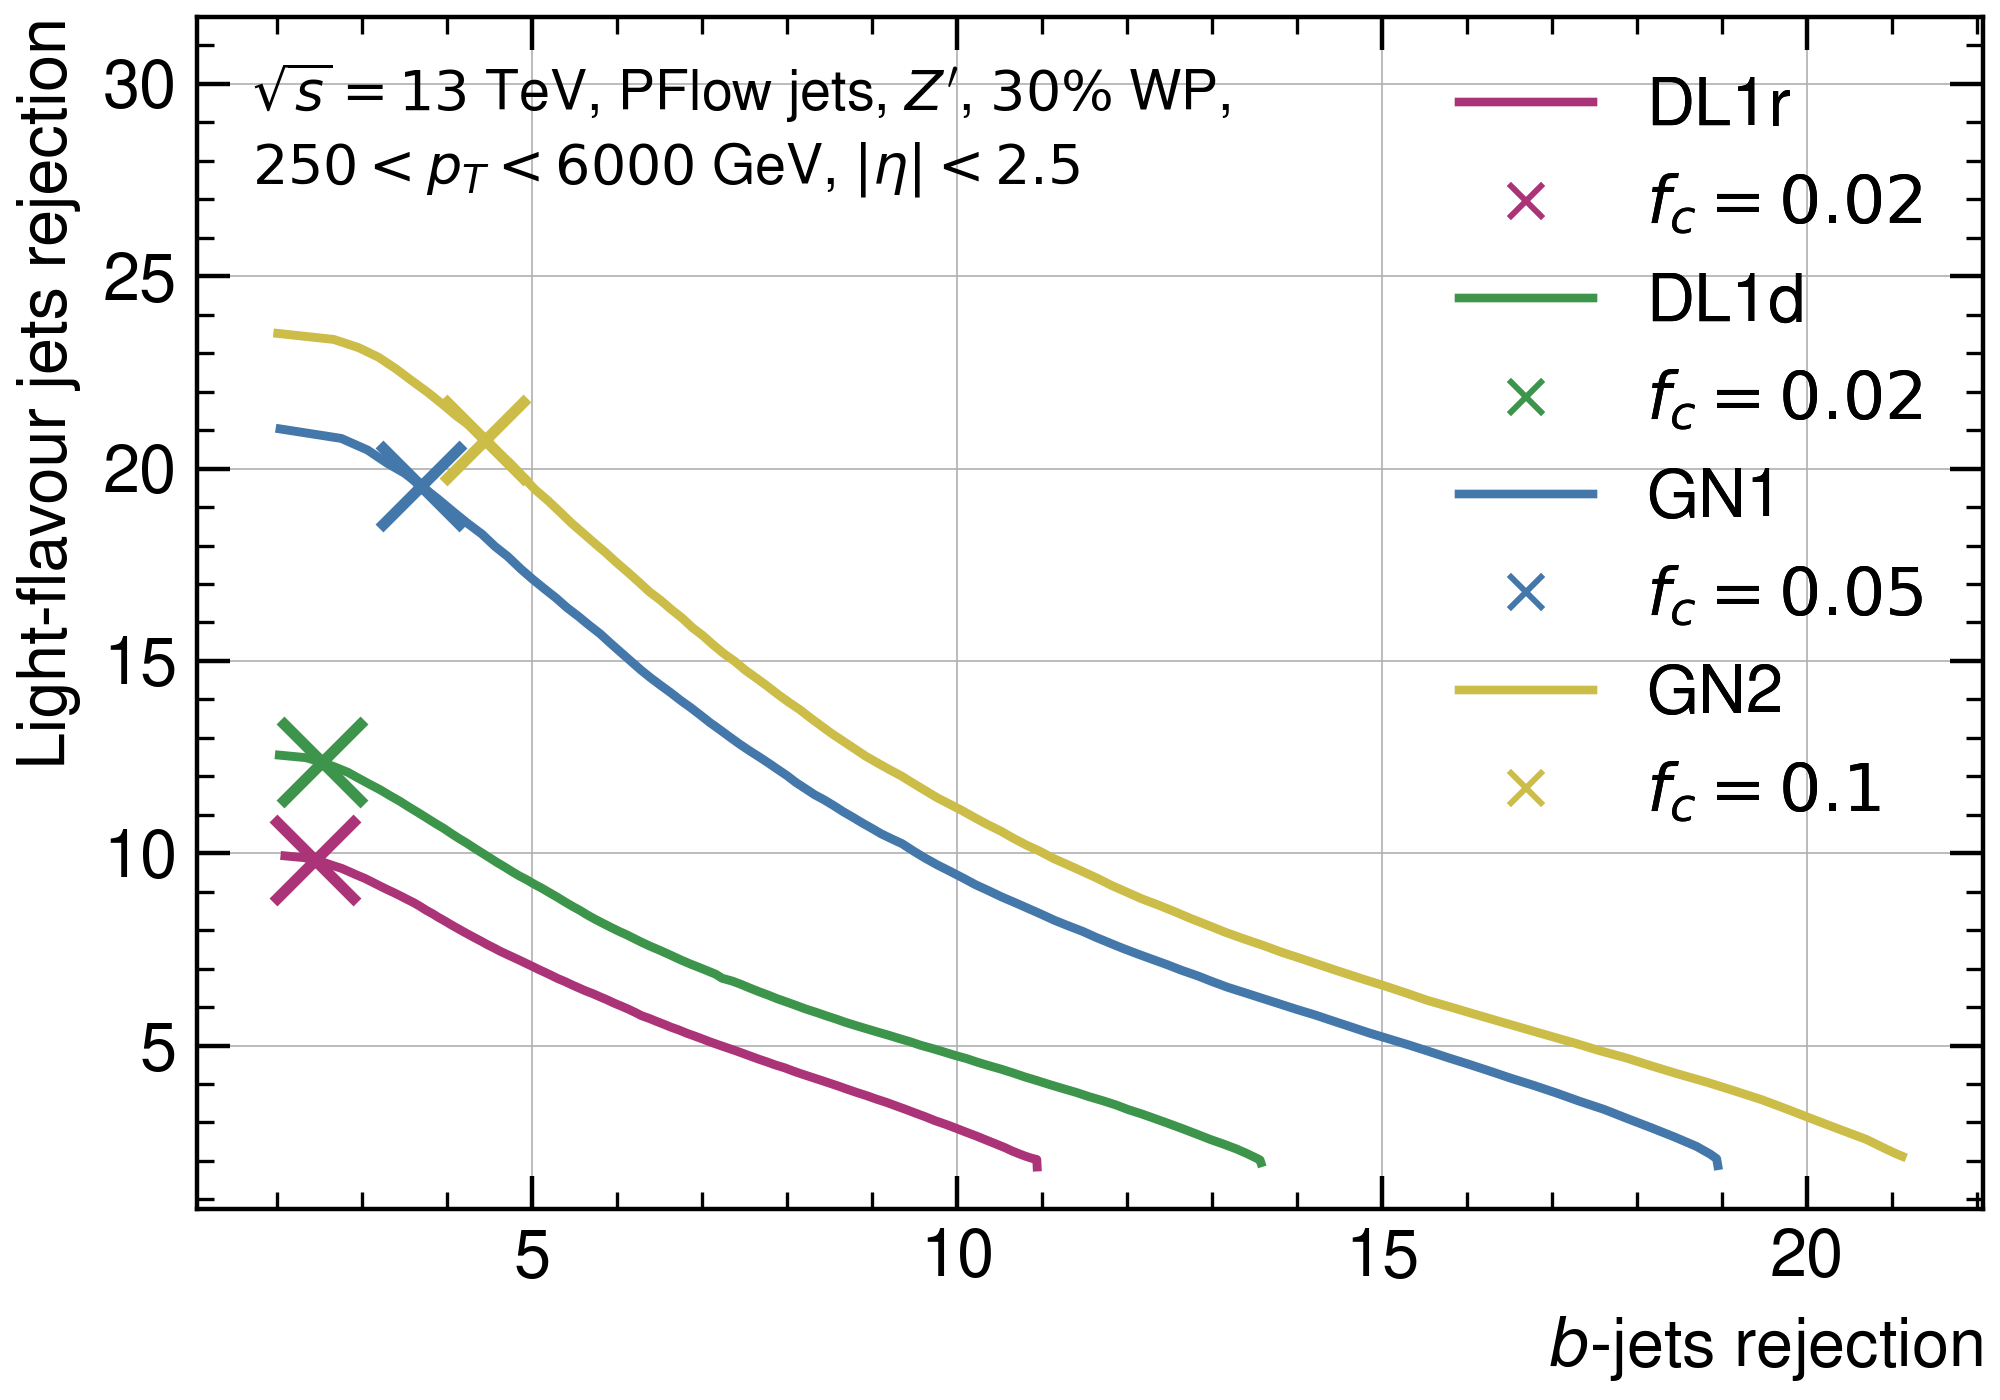 Light-flavour jets rejection
30
25
20
15
10
5
√s = 13 TeV, PFlow jets, Z′, 30% WP,
250 < p_T < 6000 GeV, |η| < 2.5
DL1r
f_c = 0.02
DL1d
f_c = 0.02
GN1
f_c = 0.05
GN2
f_c = 0.1
5 10 15 20
b-jets rejection